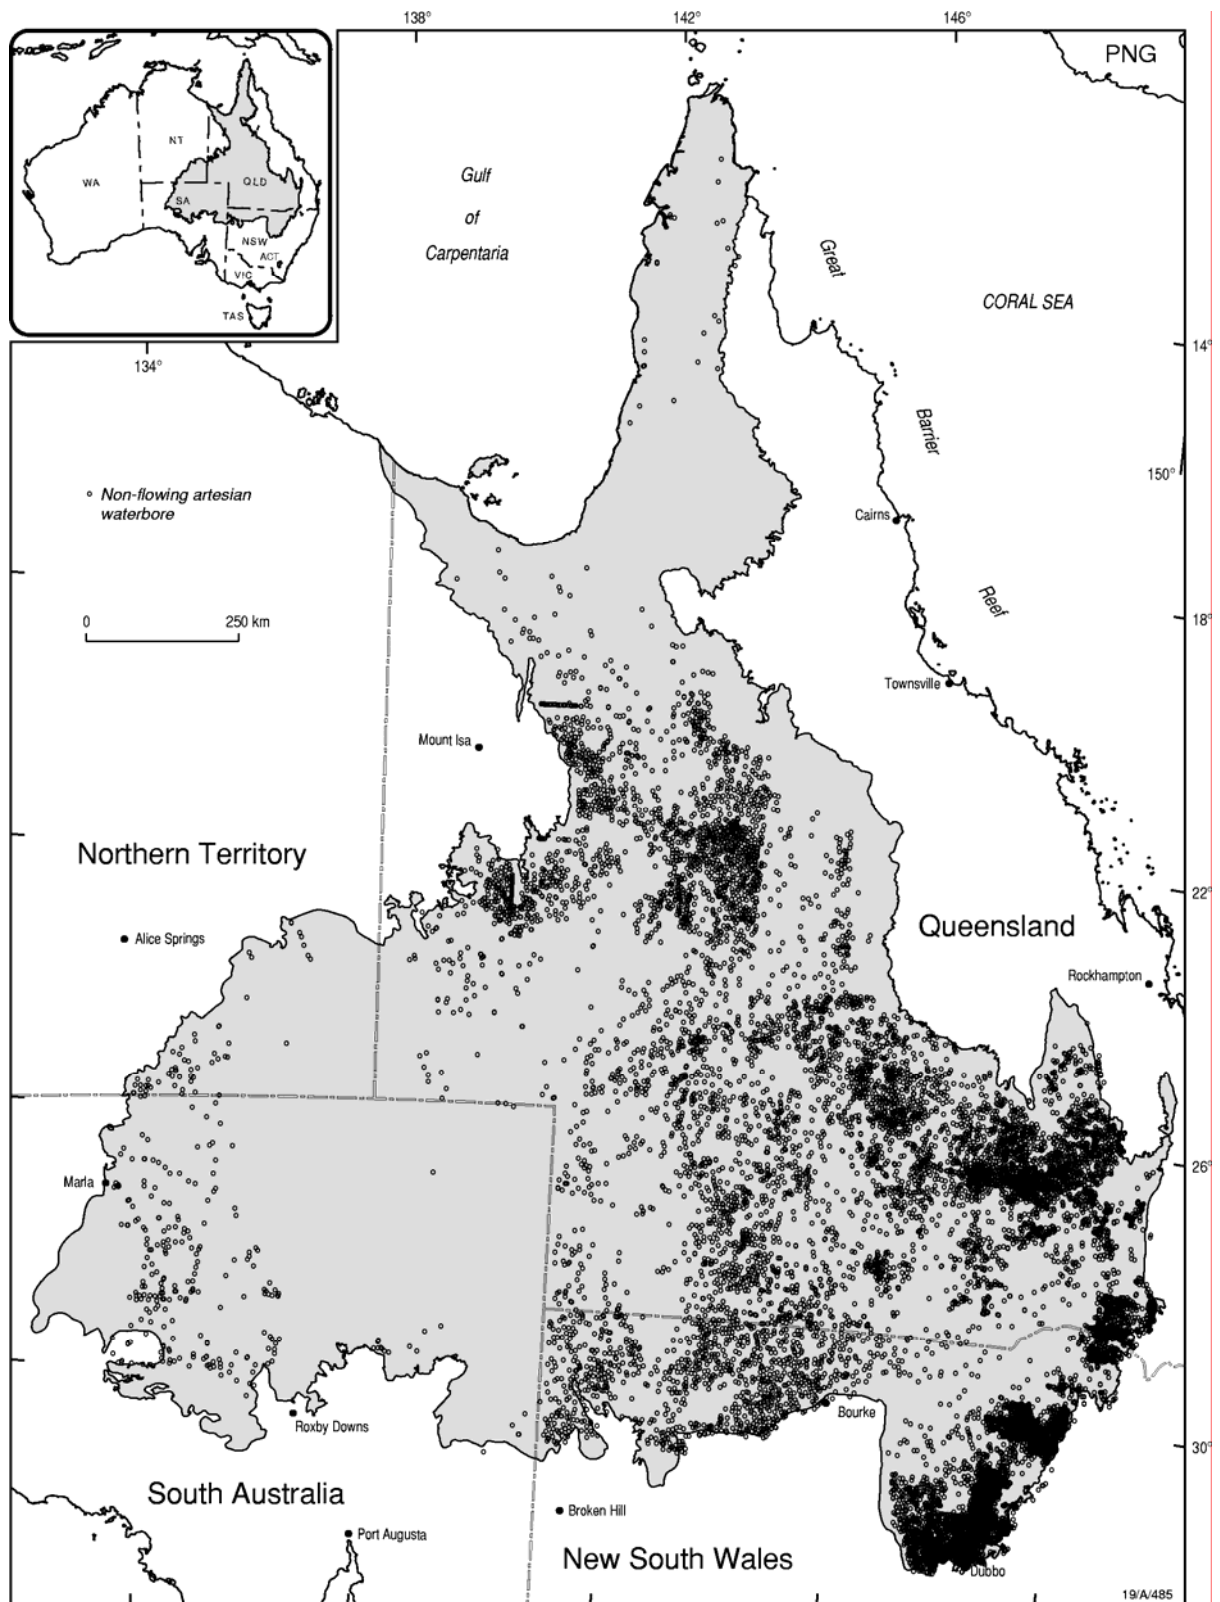 138°
142°
146°
PNG
NT
WA
QLD
SA
NSW
ACT
VIC
TAS
134°
Gulf
of
Carpentaria
Great
CORAL SEA
14°
Barrier
150°
Non-flowing artesian
waterbore
Cairns
Reef
0 250 km
18°
Townsville
Mount Isa
Northern Territory
22°
Alice Springs
Queensland
Rockhampton
26°
Marla
Bourke
Roxby Downs
30°
South Australia
Broken Hill
Port Augusta
New South Wales
Dubbo
19/A/485